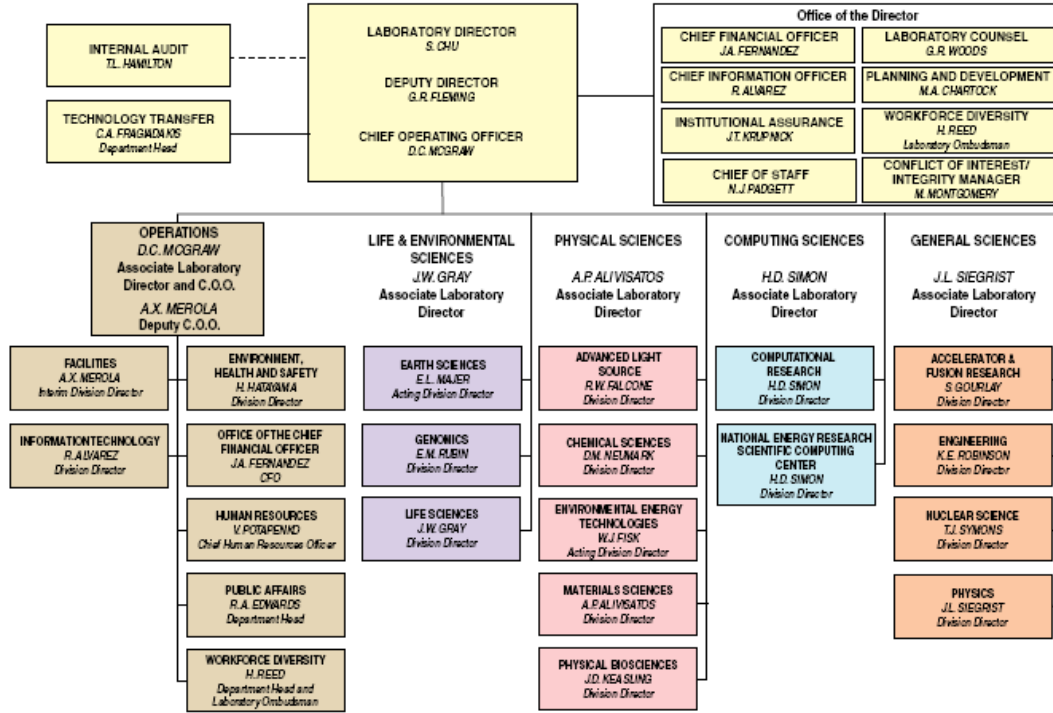 INTERNAL AUDIT
T.L. HAMILTON
TECHNOLOGY TRANSFER
C.A. FRAGIADAKIS
Department Head
LABORATORY DIRECTOR
S. CHU
DEPUTY DIRECTOR
G.R. FLEMING
CHIEF OPERATING OFFICER
D.C. MCGRAW
Office of the Director
CHIEF FINANCIAL OFFICER
J.A. FERNANDEZ
LABORATORY COUNSEL
G.R. WOODS
CHIEF INFORMATION OFFICER
R. ALVAREZ
PLANNING AND DEVELOPMENT
M.A. CHARTOCK
INSTITUTIONAL ASSURANCE
J.T. KRUPNICK
WORKFORCE DIVERSITY
H. REED
Laboratory Ombudsman
CHIEF OF STAFF
N.J. PADGETT
CONFLICT OF INTEREST/
INTEGRITY MANAGER
M. MONTGOMERY
OPERATIONS
D.C. MCGRAW
Associate Laboratory
Director and C.O.O.
A.X. MEROLA
Deputy C.O.O.
FACILITIES
A.X. MEROLA
Interim Division Director
INFORMATION TECHNOLOGY
R. ALVAREZ
Division Director
ENVIRONMENT,
HEALTH AND SAFETY
H. HATAYAMA
Division Director
OFFICE OF THE CHIEF
FINANCIAL OFFICER
J.A. FERNANDEZ
CFO
HUMAN RESOURCES
V. POTAPENKO
Chief Human Resources Officer
PUBLIC AFFAIRS
R.A. EDWARDS
Department Head
WORKFORCE DIVERSITY
H. REED
Department Head and
Laboratory Ombudsman
LIFE & ENVIRONMENTAL
SCIENCES
J.W. GRAY
Associate Laboratory
Director
EARTH SCIENCES
E.L. MAJER
Acting Division Director
GENOMICS
E.M. RUBIN
Division Director
LIFE SCIENCES
J.W. GRAY
Division Director
PHYSICAL SCIENCES
A.P. ALIVISATOS
Associate Laboratory
Director
ADVANCED LIGHT
SOURCE
R.W. FALCONE
Division Director
CHEMICAL SCIENCES
D.M. NEUMARK
Division Director
ENVIRONMENTAL ENERGY
TECHNOLOGIES
W.J. FISK
Acting Division Director
MATERIALS SCIENCES
A.P. ALIVISATOS
Division Director
PHYSICAL BIOSCIENCES
J.D. KEASLING
Division Director
COMPUTING SCIENCES
H.D. SIMON
Associate Laboratory
Director
COMPUTATIONAL
RESEARCH
H.D. SIMON
Division Director
NATIONAL ENERGY RESEARCH
SCIENTIFIC COMPUTING
CENTER
H.D. SIMON
Division Director
GENERAL SCIENCES
J.L. SIEGRIST
Associate Laboratory
Director
ACCELERATOR &
FUSION RESEARCH
S. GOURLAY
Division Director
ENGINEERING
K.E. ROBINSON
Division Director
NUCLEAR SCIENCE
T.J. SYMONS
Division Director
PHYSICS
J.L. SIEGRIST
Division Director